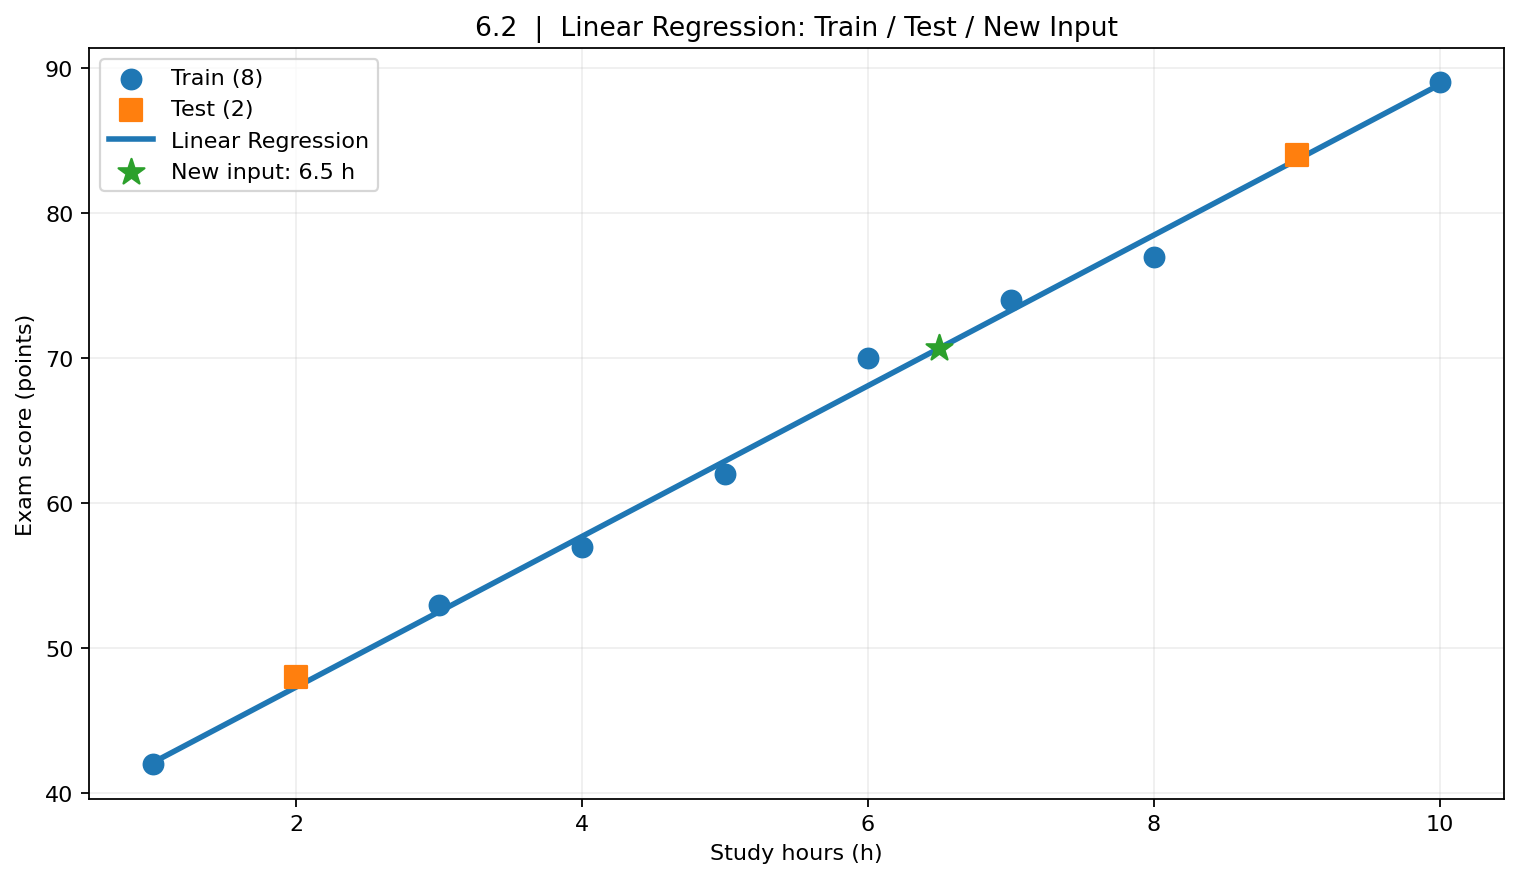 6.2 | Linear Regression: Train / Test / New Input
Train (8)
Test (2)
Linear Regression
New input: 6.5 h
90
80
70
60
50
40
Exam score (points)
2 4 6 8 10
Study hours (h)